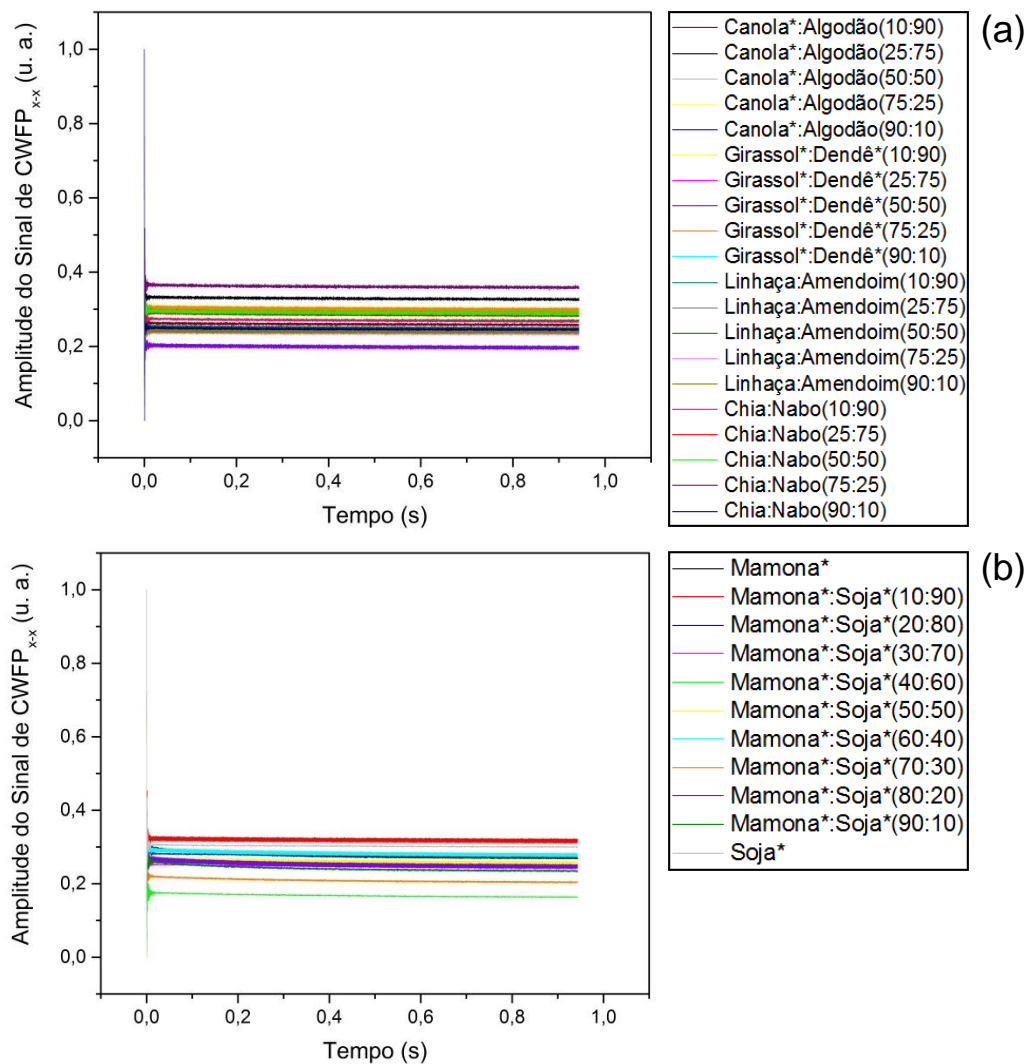 (a)
Amplitude do Sinal de CWFP x-x (u. a.)
1,0
0,8
0,6
0,4
0,2
0,0
0,0 0,2 0,4 0,6 0,8 1,0
Tempo (s)
Canola*:Algodão(10:90)
Canola*:Algodão(25:75)
Canola*:Algodão(50:50)
Canola*:Algodão(75:25)
Canola*:Algodão(90:10)
Girassol*:Dendê*(10:90)
Girassol*:Dendê*(25:75)
Girassol*:Dendê*(50:50)
Girassol*:Dendê*(75:25)
Girassol*:Dendê*(90:10)
Linhaça:Amendoim(10:90)
Linhaça:Amendoim(25:75)
Linhaça:Amendoim(50:50)
Linhaça:Amendoim(75:25)
Linhaça:Amendoim(90:10)
Chia:Nabo(10:90)
Chia:Nabo(25:75)
Chia:Nabo(50:50)
Chia:Nabo(75:25)
Chia:Nabo(90:10)
(b)
Amplitude do Sinal de CWFP x-x (u. a.)
1,0
0,8
0,6
0,4
0,2
0,0
0,0 0,2 0,4 0,6 0,8 1,0
Tempo (s)
Mamona*
Mamona*:Soja*(10:90)
Mamona*:Soja*(20:80)
Mamona*:Soja*(30:70)
Mamona*:Soja*(40:60)
Mamona*:Soja*(50:50)
Mamona*:Soja*(60:40)
Mamona*:Soja*(70:30)
Mamona*:Soja*(80:20)
Mamona*:Soja*(90:10)
Soja*